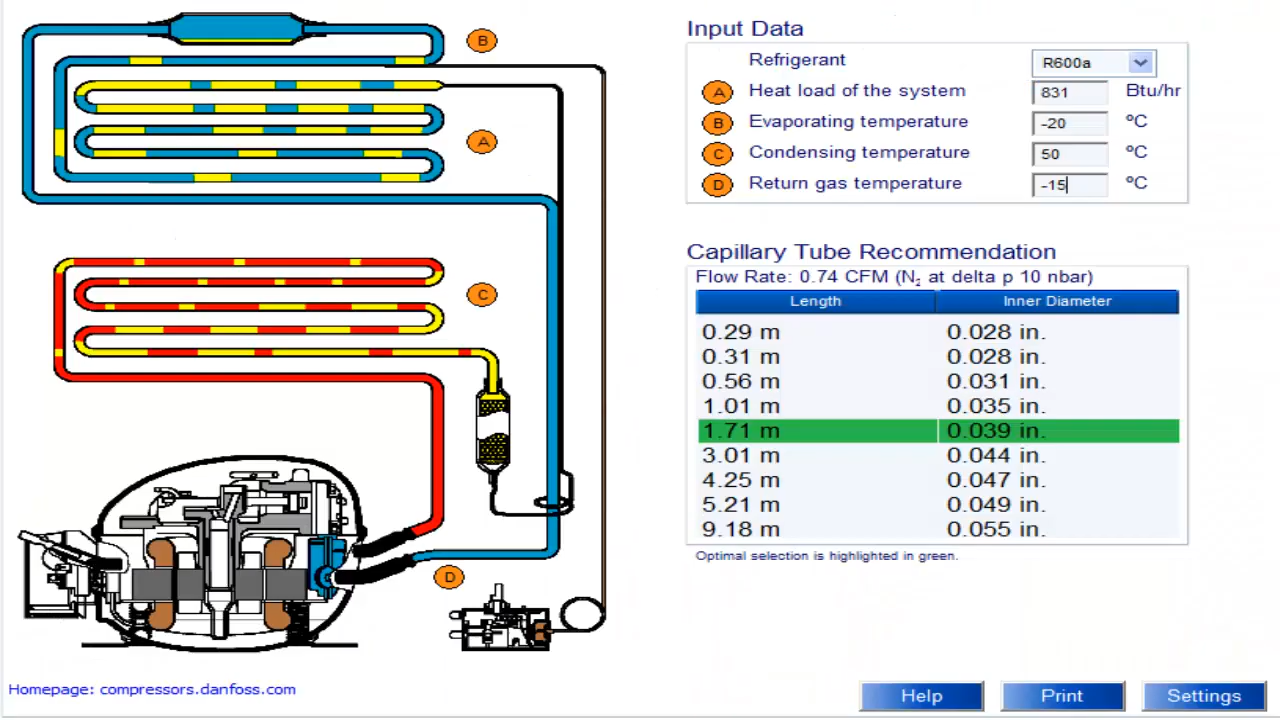 B
A
C
D
Homepage: compressors.danfoss.com
Input Data
Refrigerant R600a
A Heat load of the system 831 Btu/hr
B Evaporating temperature -20 ºC
C Condensing temperature 50 ºC
D Return gas temperature -15 ºC
Capillary Tube Recommendation
Flow Rate: 0.74 CFM (N₂ at delta p 10 nbar)
Length Inner Diameter
0.29 m 0.028 in.
0.31 m 0.028 in.
0.56 m 0.031 in.
1.01 m 0.035 in.
1.71 m 0.039 in.
3.01 m 0.044 in.
4.25 m 0.047 in.
5.21 m 0.049 in.
9.18 m 0.055 in.
Optimal selection is highlighted in green.
Help Print Settings